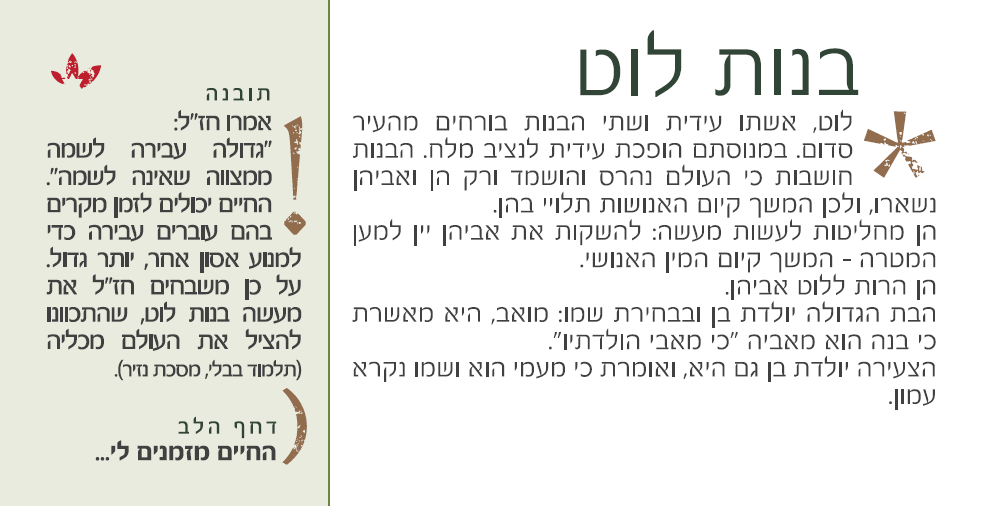 בנות לוט
לוט, אשתו עידית ושתי הבנות בורחים מהעיר
סדום. במנוסתם הופכת עידית לנציב מלח. הבנות
חושבות כי העולם נהרס והושמד ורק הן ואביהן
נשארו, ולכן המשך קיום האנושות תלויי בהן.
הן מחליטות לעשות מעשה: להשקות את אביהן יין למען
המטרה - המשך קיום המין האנושי.
הן הרות ללוט אביהן.
הבת הגדולה יולדת בן ובבחירת שמו: מואב, היא מאשרת
כי בנה הוא מאביה "כי מאבי הולדתיו".
הצעירה יולדת בן גם היא, ואומרת כי מעמי הוא ושמו נקרא
עמון.
תובנה
אמרו חז"ל:
"גדולה עבירה לשמה
ממצווה שאינה לשמה".
החיים יכולים לזמן מקרים
בהם עוברים עבירה כדי
למנוע אסון אחר, יותר גדול.
על כן משבחים חז"ל את
מעשה בנות לוט, שהתכוונו
להציל את העולם מכליה
(תלמוד בבלי, מסכת נזיר).
דחף הלב
החיים מזמנים לי...